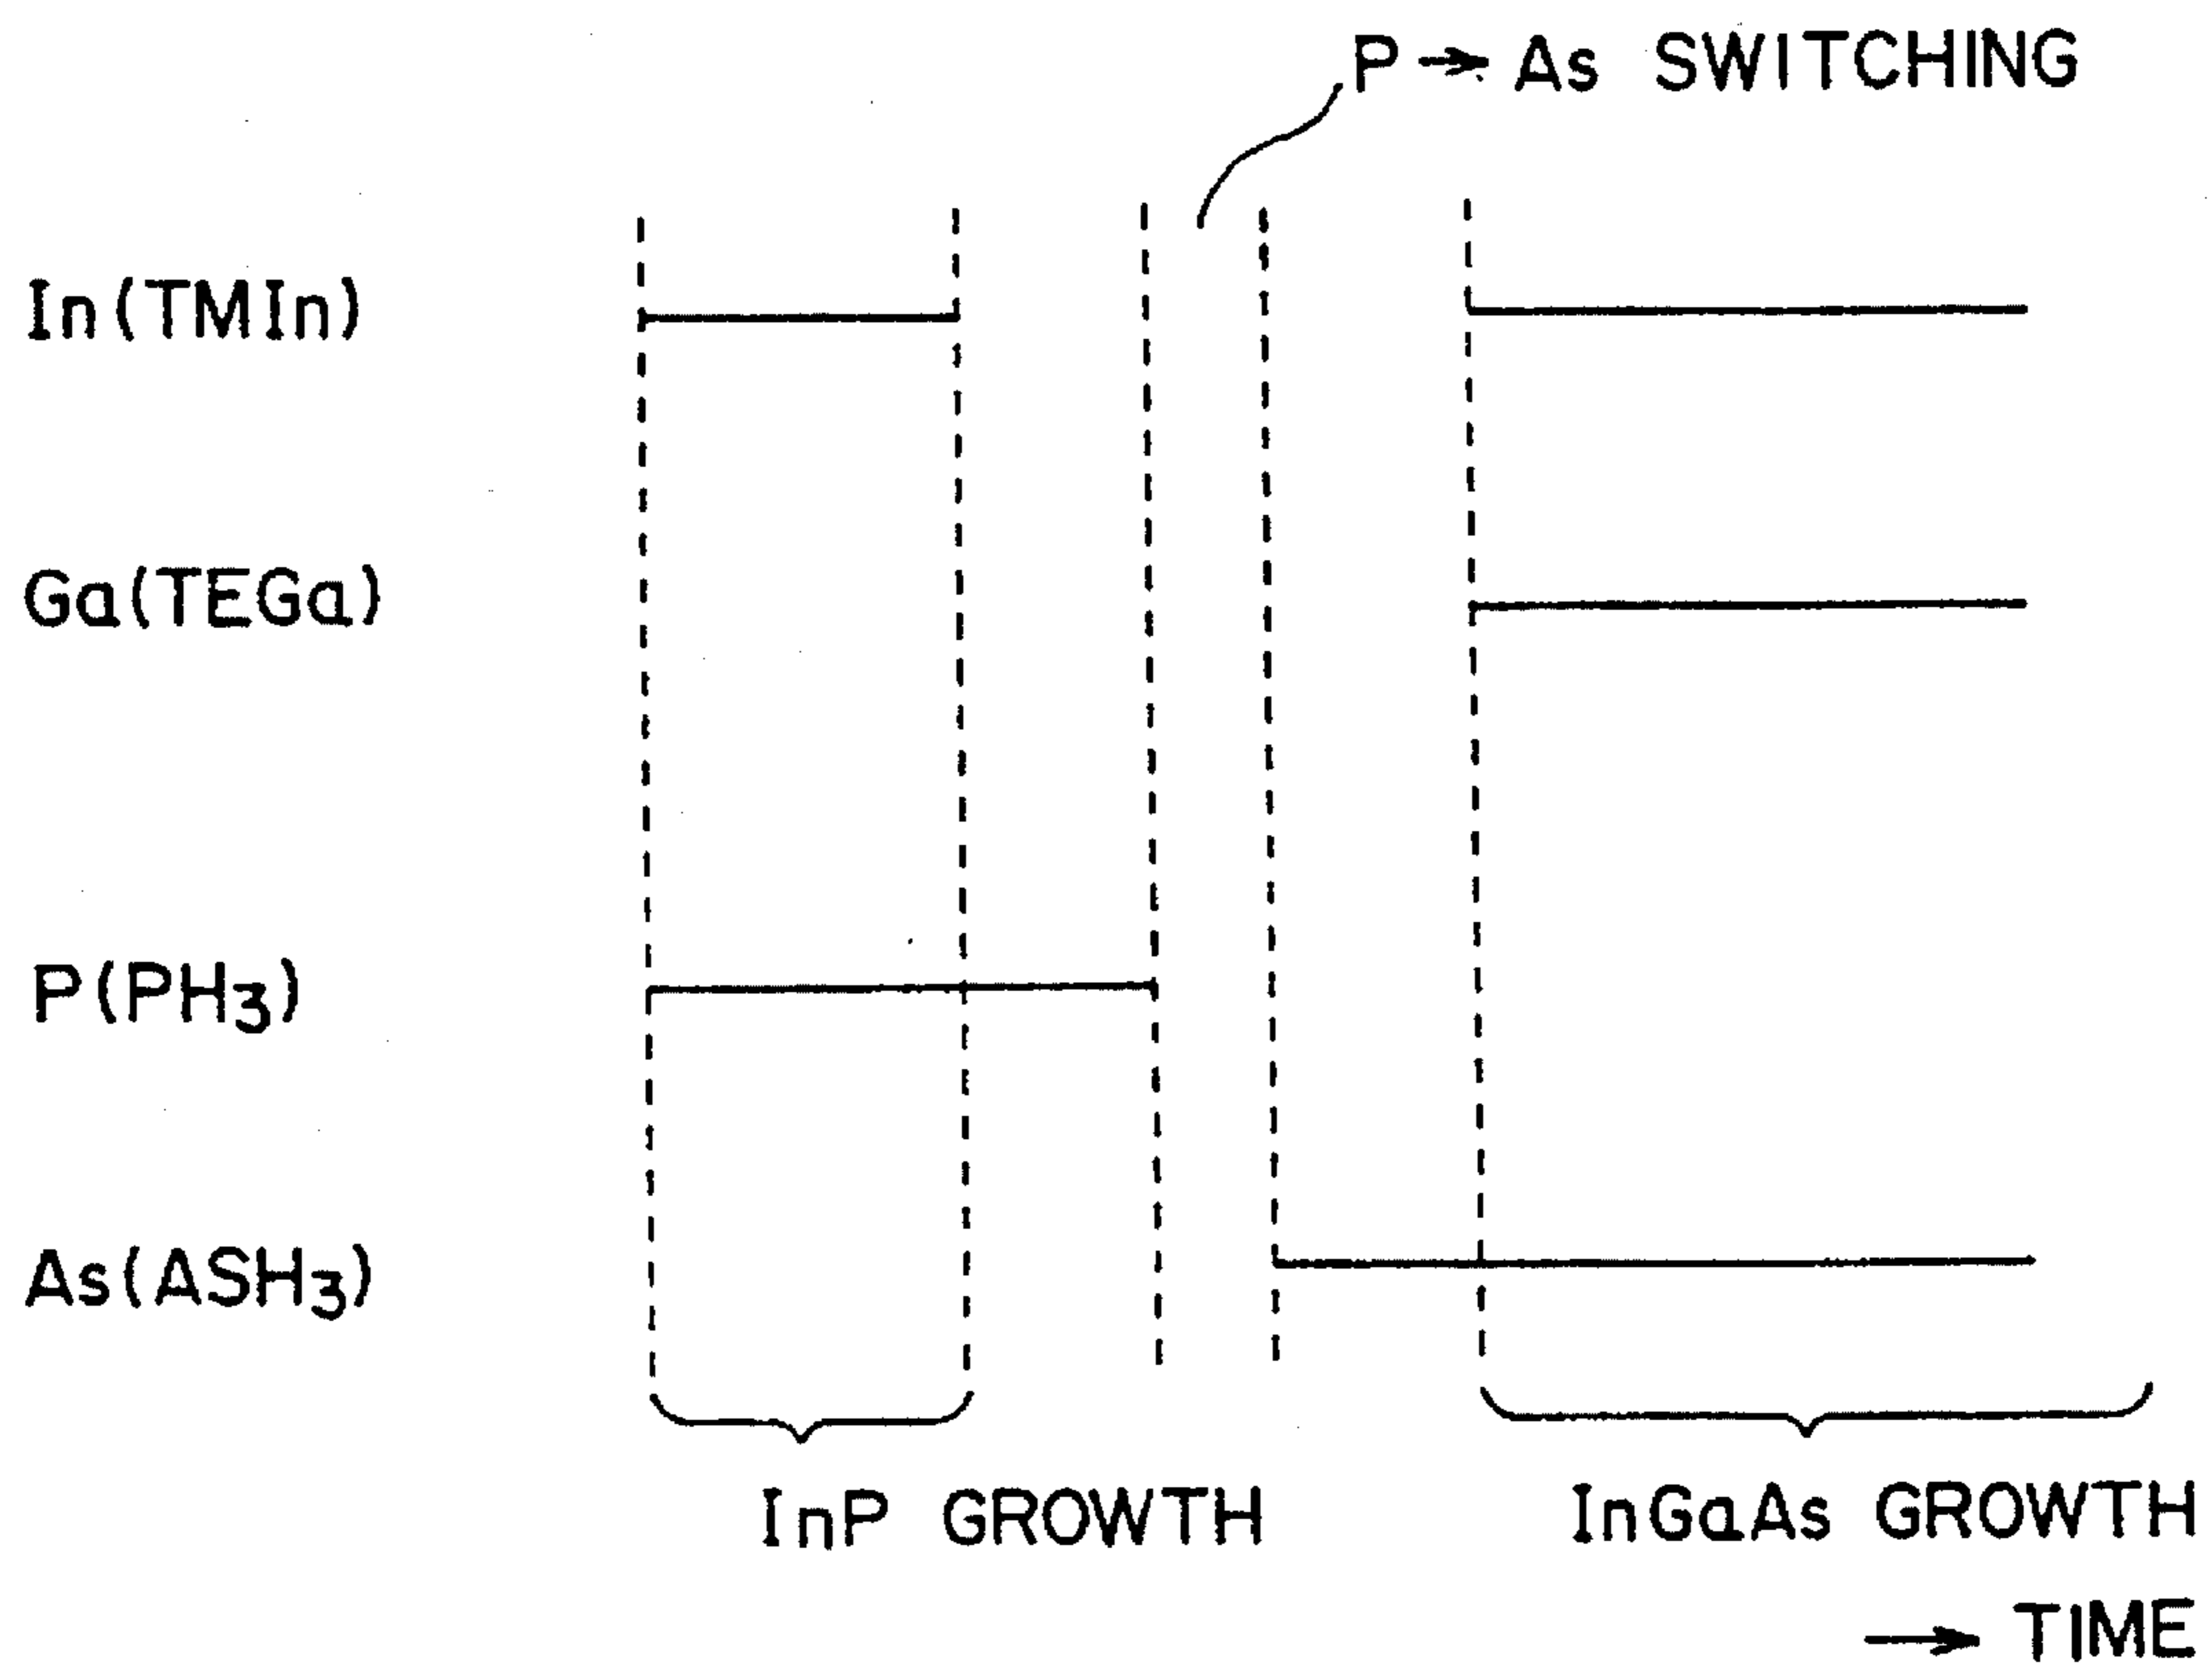 P → As SWITCHING
In(TMIn)
Ga(TEGa)
P(PH₃)
As(ASH₃)
InP GROWTH
InGaAs GROWTH
→ TIME